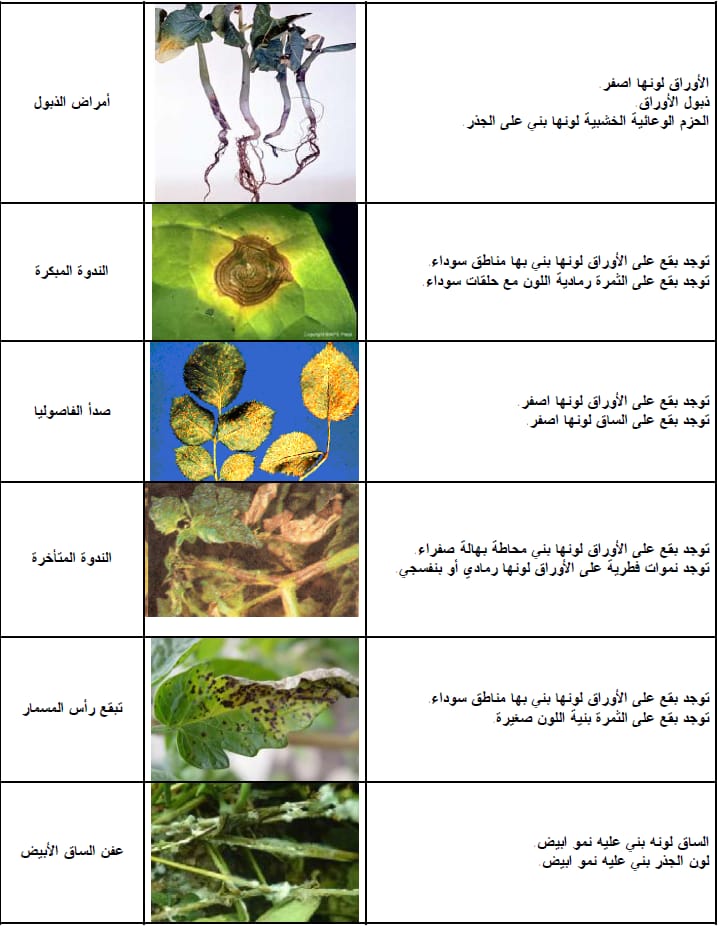 الأوراق لونها اصفر.
ذبول الأوراق.
الحزم الوعائية الخشبية لونها بني على الجذر.
أمراض الذبول
توجد بقع على الأوراق لونها بني بها مناطق سوداء.
توجد بقع على الثمرة رمادية اللون مع حلقات سوداء.
الندوة المبكرة
توجد بقع على الأوراق لونها اصفر.
توجد بقع على الساق لونها اصفر.
صدأ الفاصوليا
توجد بقع على الأوراق لونها بني محاطة بهالة صفراء.
توجد نموات فطرية على الأوراق لونها رمادي أو بنفسجي.
الندوة المتأخرة
توجد بقع على الأوراق لونها بني بها مناطق سوداء.
توجد بقع على الثمرة بنية اللون صغيرة.
تبقع رأس المسمار
الساق لونه بني عليه نمو ابيض.
لون الجذر بني عليه نمو ابيض.
عفن الساق الأبيض